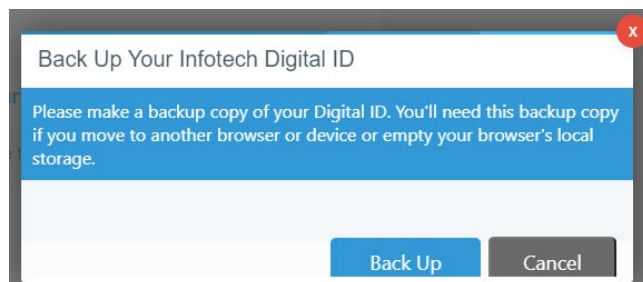 x
Back Up Your Infotech Digital ID
Please make a backup copy of your Digital ID. You'll need this backup copy
if you move to another browser or device or empty your browser's local
storage.
Back Up Cancel